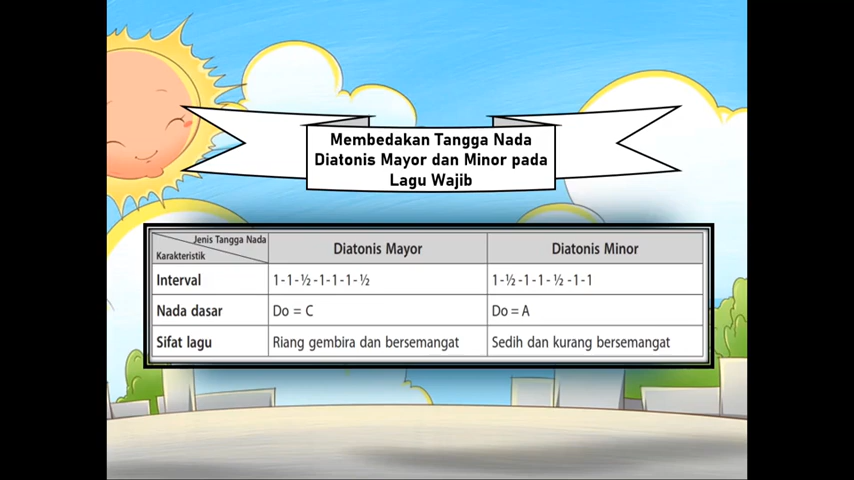 Membedakan Tangga Nada
Diatonis Mayor dan Minor pada
Lagu Wajib
Jenis Tangga Nada
Karakteristik
Diatonis Mayor
Diatonis Minor
Interval
1-1-½-1-1-1-½
1-½-1-1-½-1-1
Nada dasar
Do = C
Do = A
Sifat lagu
Riang gembira dan bersemangat
Sedih dan kurang bersemangat